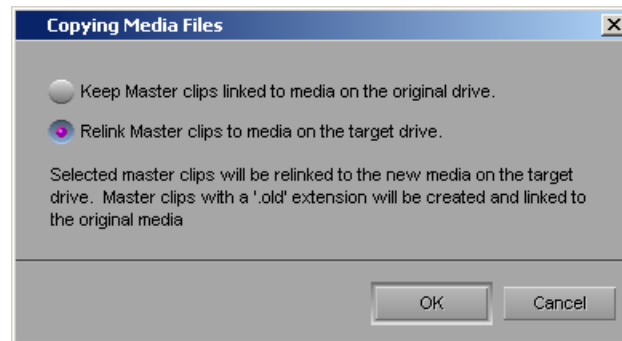 Copying Media Files
Keep Master clips linked to media on the original drive.
Relink Master clips to media on the target drive.
Selected master clips will be relinked to the new media on the target
drive. Master clips with a '.old' extension will be created and linked to
the original media
OK Cancel